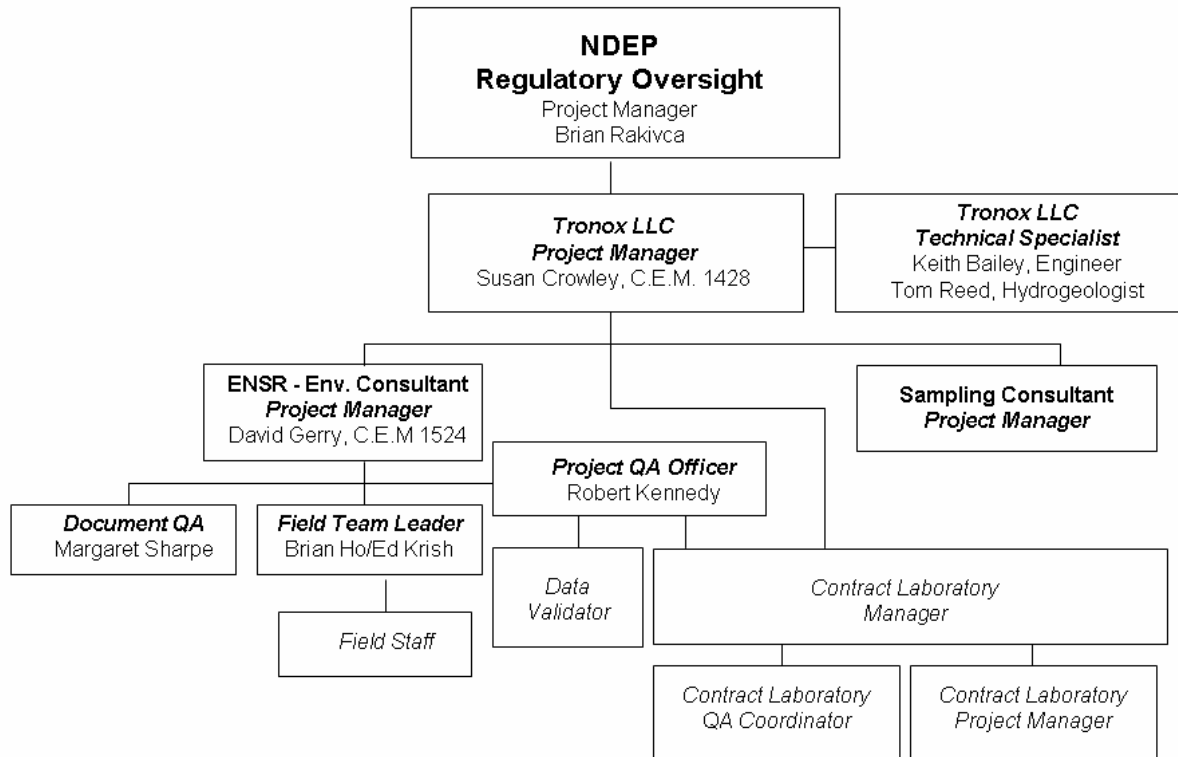 NDEP
Regulatory Oversight
Project Manager
Brian Rakivca
Tronox LLC
Project Manager
Susan Crowley, C.E.M. 1428
Tronox LLC
Technical Specialist
Keith Bailey, Engineer
Tom Reed, Hydrogeologist
ENSR - Env. Consultant
Project Manager
David Gerry, C.E.M 1524
Sampling Consultant
Project Manager
Project QA Officer
Robert Kennedy
Document QA
Margaret Sharpe
Field Team Leader
Brian Ho/Ed Krish
Data
Validator
Contract Laboratory
Manager
Field Staff
Contract Laboratory
QA Coordinator
Contract Laboratory
Project Manager